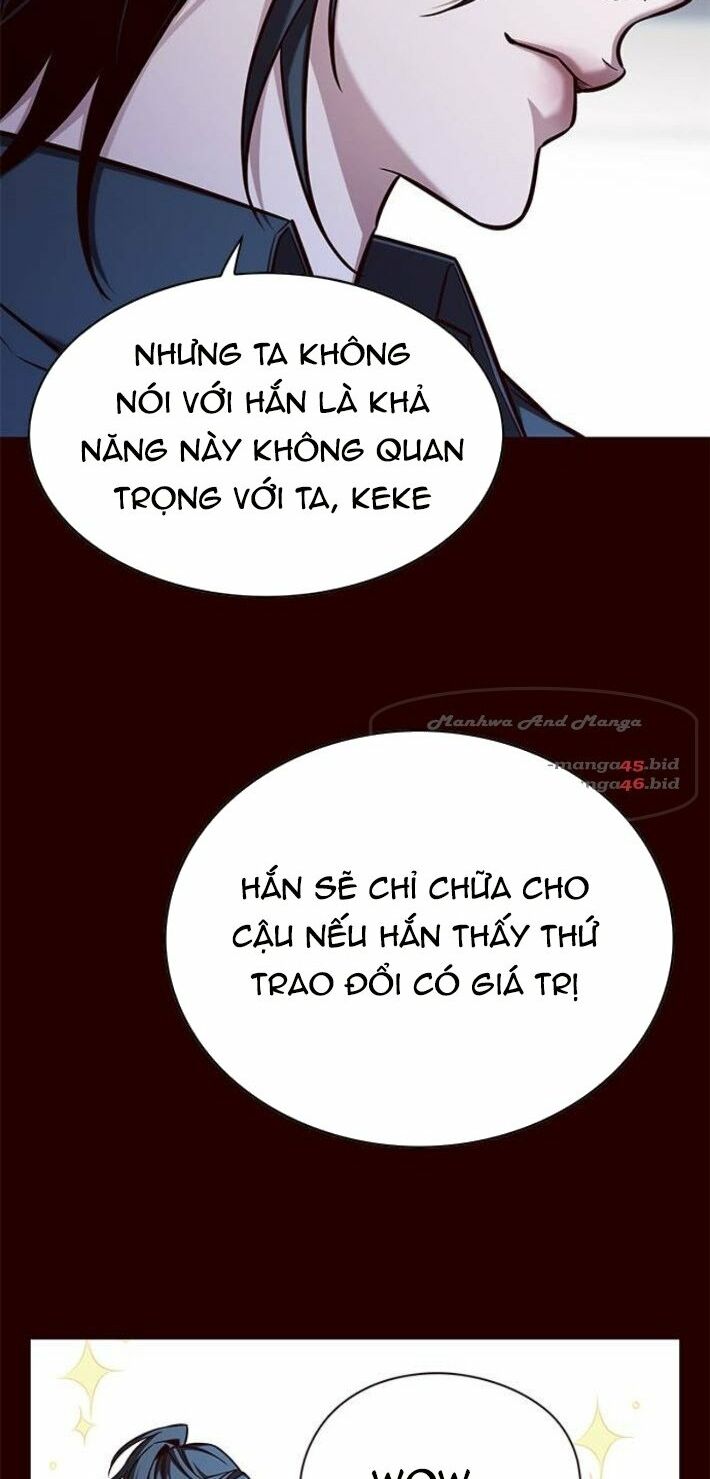 NHƯNG TA KHÔNG
NÓI VỚI HẮN LÀ KHẢ
NĂNG NÀY KHÔNG QUAN
TRỌNG VỚI TA, KEKE
Manhwa And Manga
-manga45.bid
nga46.bid
HẮN SẼ CHỈ CHỮA CHO
CẬU NẾU HẮN THẤY THỨ
TRAO ĐỔI CÓ GIÁ TRỊ
WOW